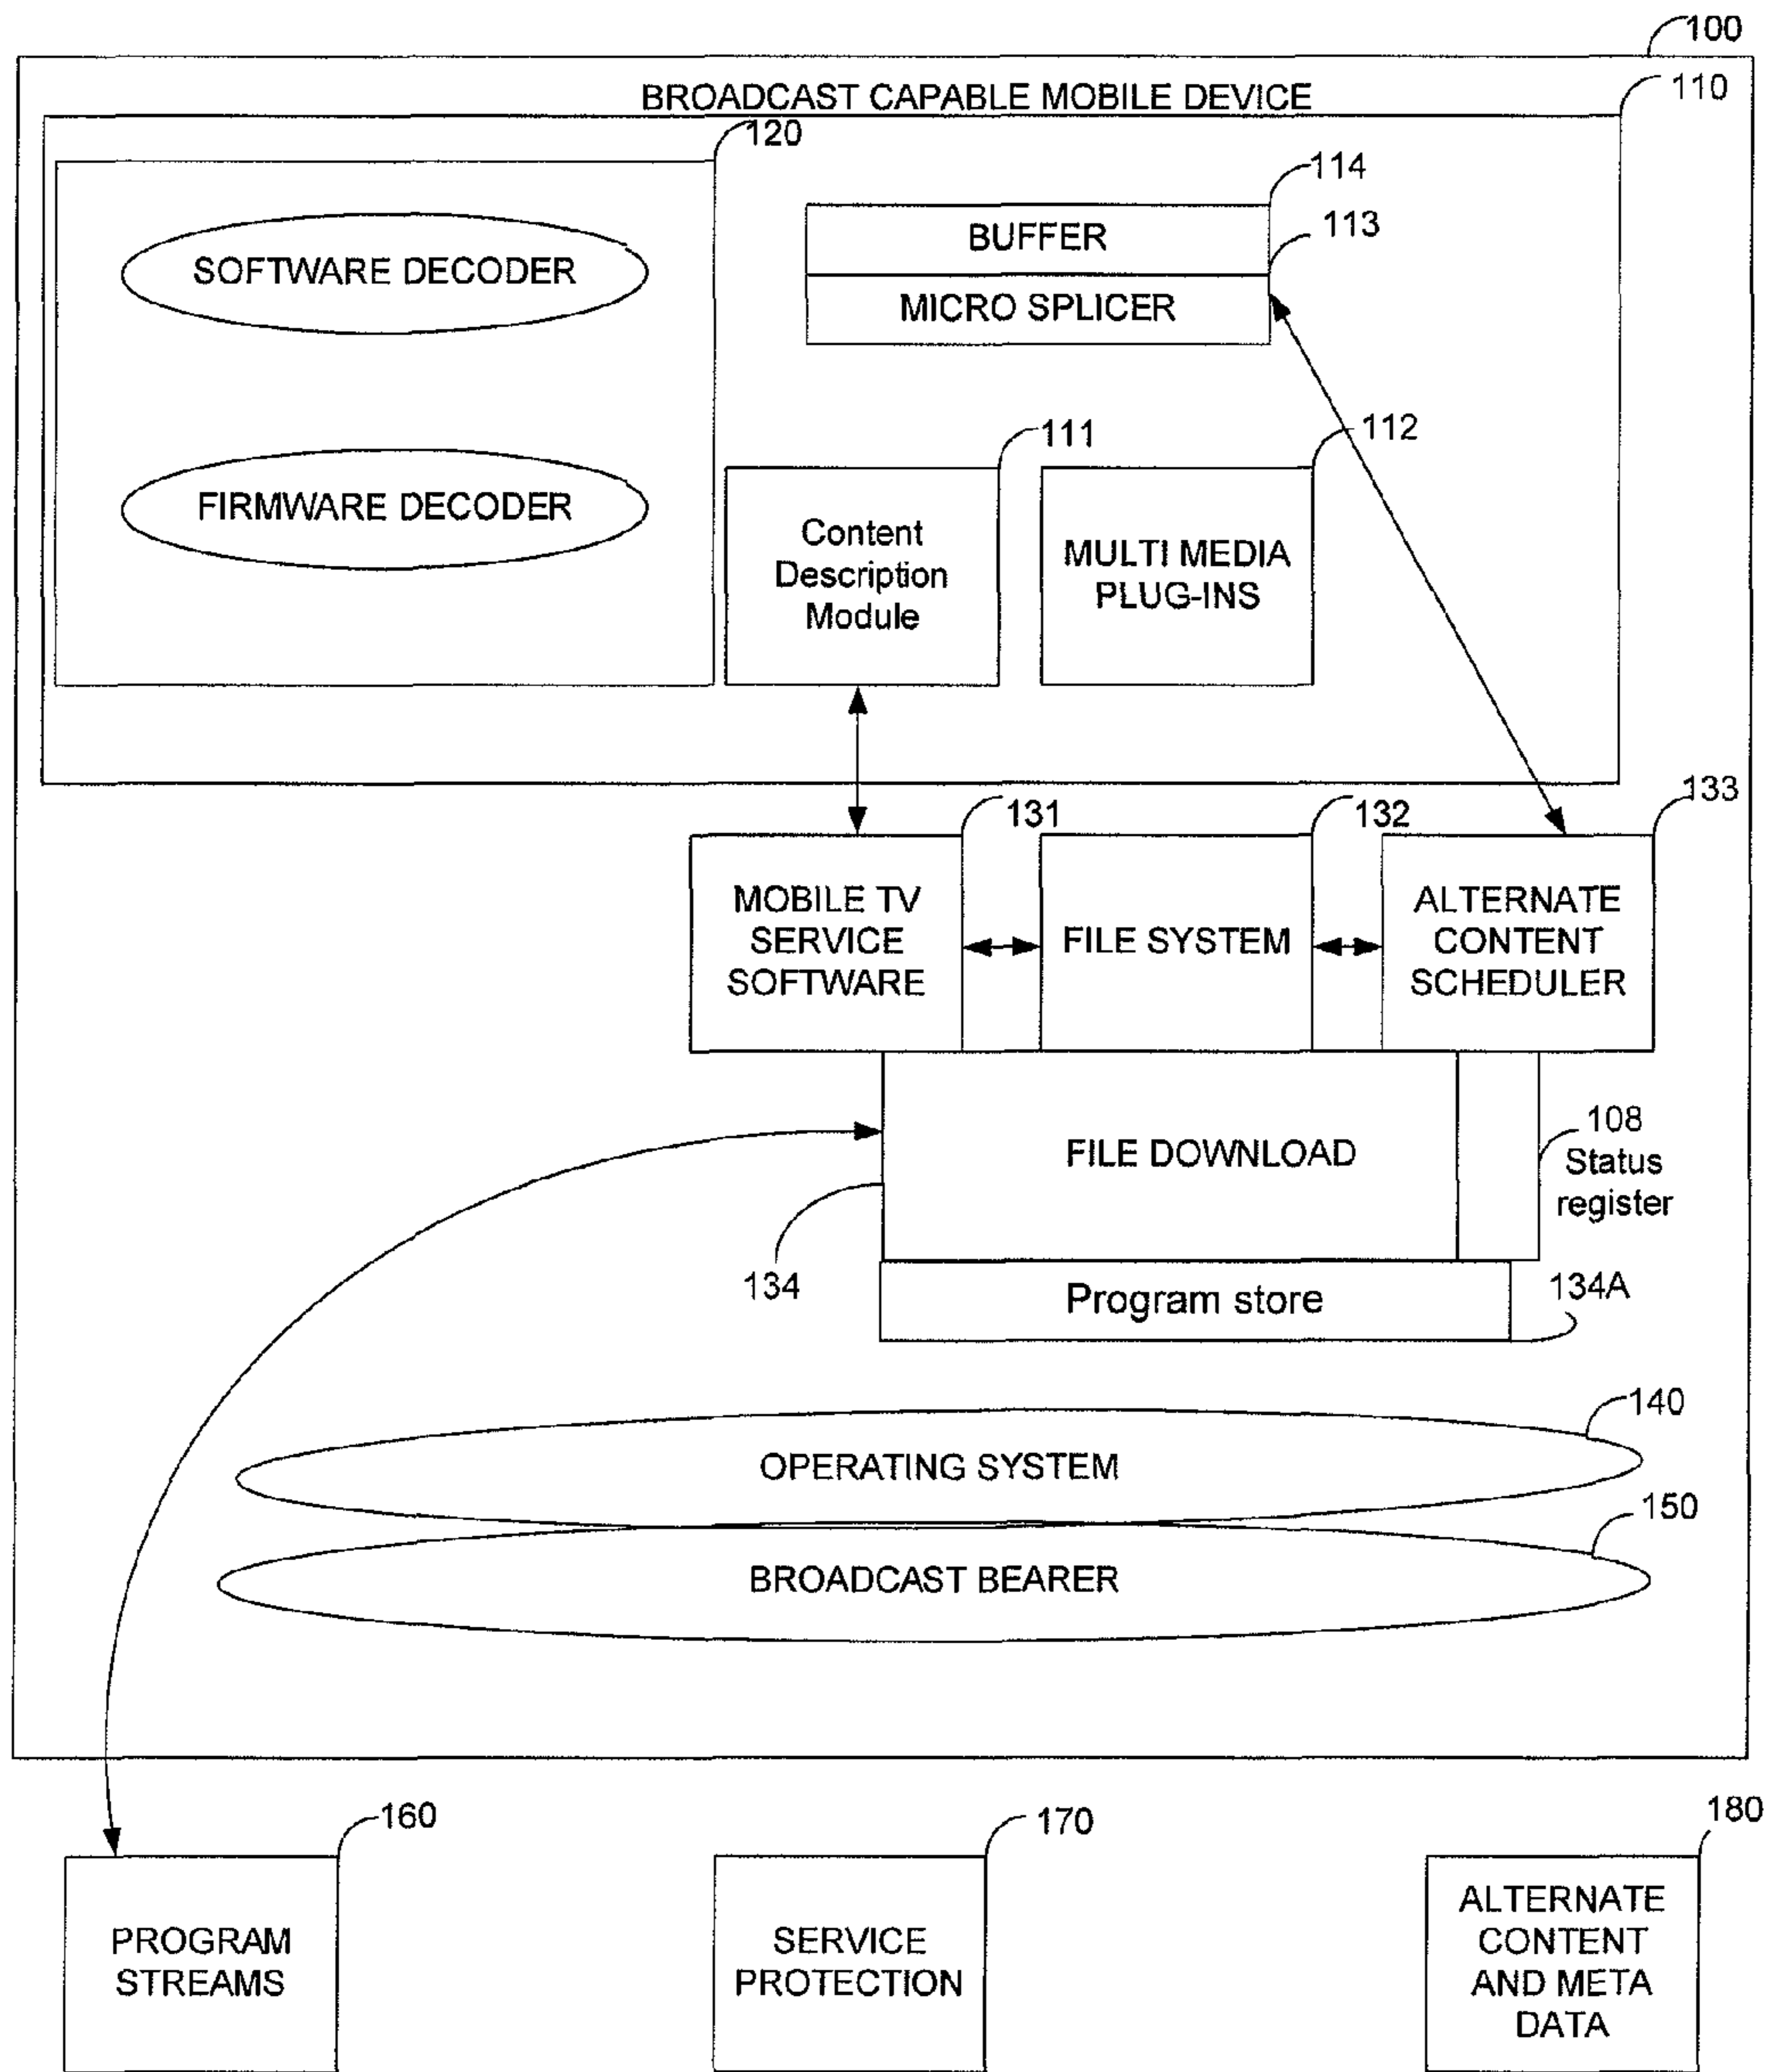 100
BROADCAST CAPABLE MOBILE DEVICE
110
120
114
BUFFER
113
SOFTWARE DECODER
MICRO SPLICER
111
112
FIRMWARE DECODER
Content
Description
Module
MULTI MEDIA
PLUG-INS
131
132
133
MOBILE TV
SERVICE
SOFTWARE
FILE SYSTEM
ALTERNATE
CONTENT
SCHEDULER
108
Status
register
FILE DOWNLOAD
134
Program store
134A
140
OPERATING SYSTEM
150
BROADCAST BEARER
160
170
180
PROGRAM
STREAMS
SERVICE
PROTECTION
ALTERNATE
CONTENT
AND META
DATA